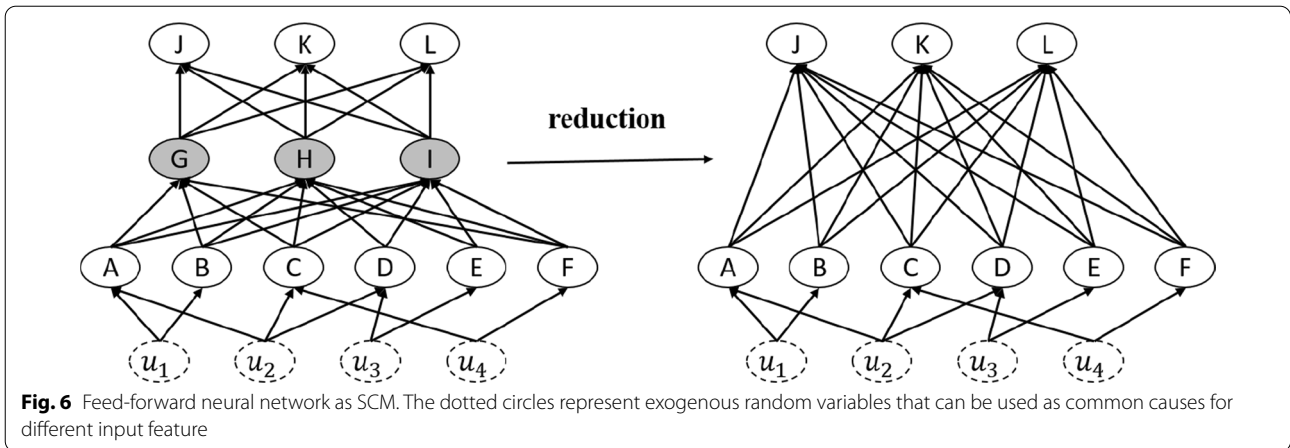 J K L J K L
reduction
G H I
A B C D E F A B C D E F
u₁ u₂ u₃ u₄ u₁ u₂ u₃ u₄
Fig. 6 Feed-forward neural network as SCM. The dotted circles represent exogenous random variables that can be used as common causes for
different input feature